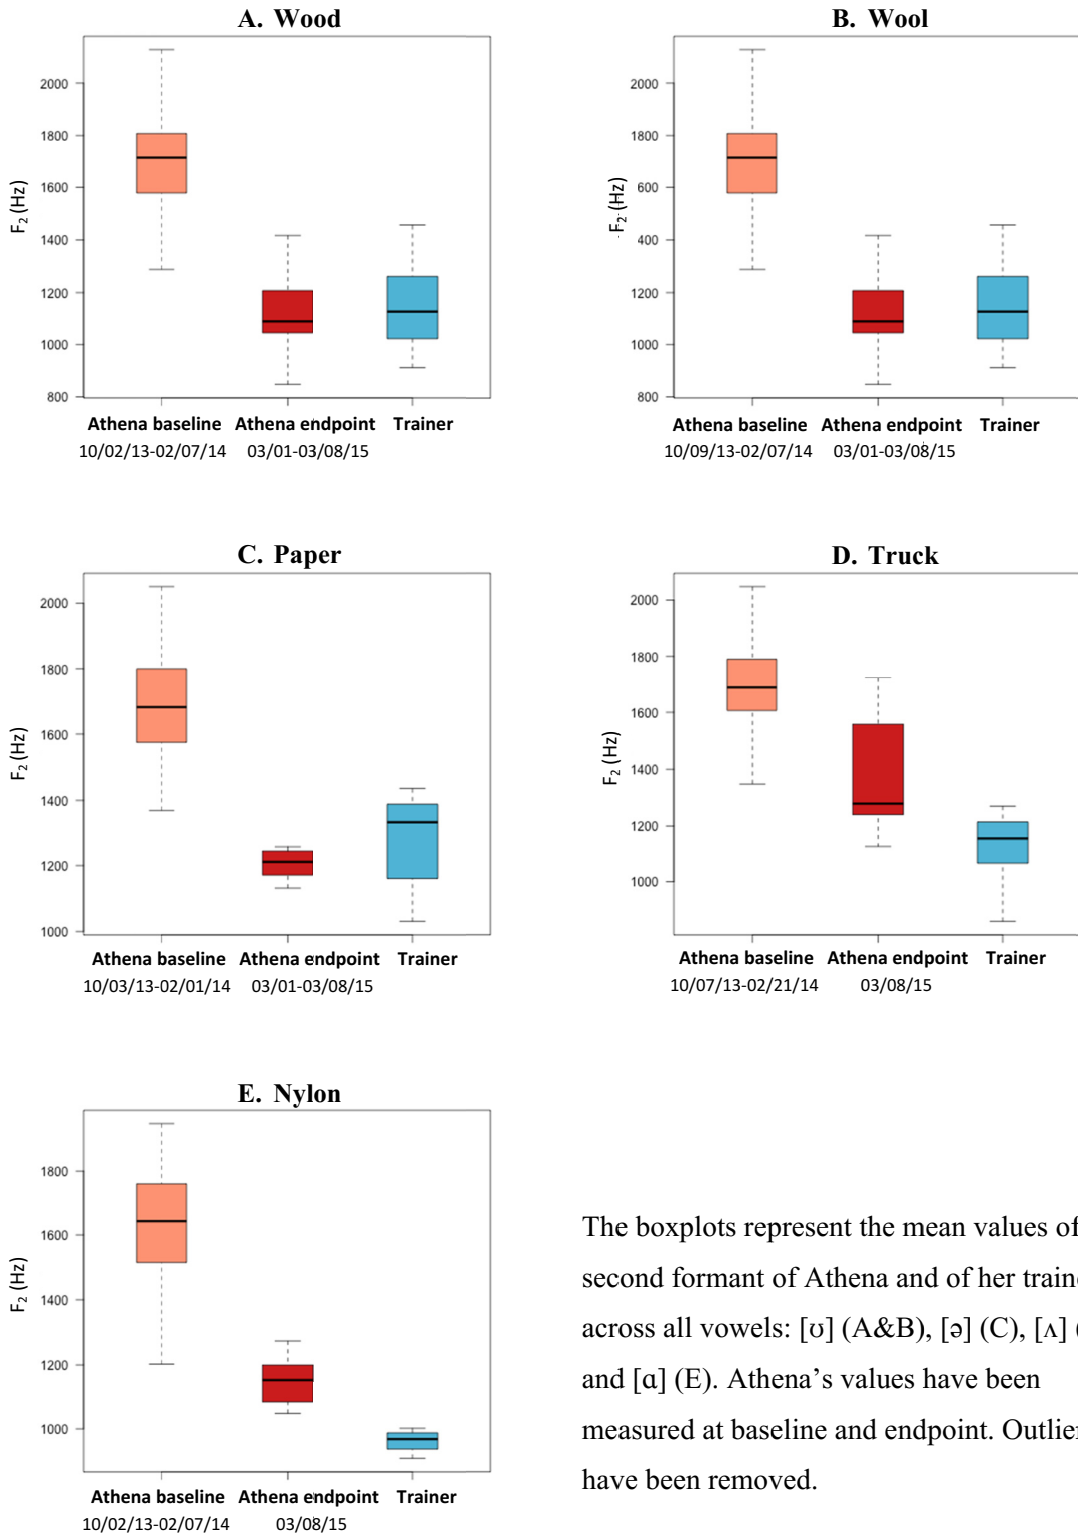 A. Wood
2000
1800
1600
1400
1200
1000
800
F2 (Hz)
Athena baseline Athena endpoint Trainer
10/02/13-02/07/14 03/01-03/08/15
B. Wool
2000
1800
600
400
1200
1000
800
F2 (Hz)
Athena baseline Athena endpoint Trainer
10/09/13-02/07/14 03/01-03/08/15
C. Paper
2000
1800
1600
1400
1200
1000
F2 (Hz)
Athena baseline Athena endpoint Trainer
10/03/13-02/01/14 03/01-03/08/15
D. Truck
2000
1800
1600
1400
1200
1000
F2 (Hz)
Athena baseline Athena endpoint Trainer
10/07/13-02/21/14 03/08/15
E. Nylon
1800
1600
1400
1200
1000
F2 (Hz)
Athena baseline Athena endpoint Trainer
10/02/13-02/07/14 03/08/15
The boxplots represent the mean values of
second formant of Athena and of her
across all vowels: [ʊ] (A&B), [ə] (C), [ʌ]
and [ɑ] (E). Athena’s values have been
measured at baseline and endpoint.
have been removed.